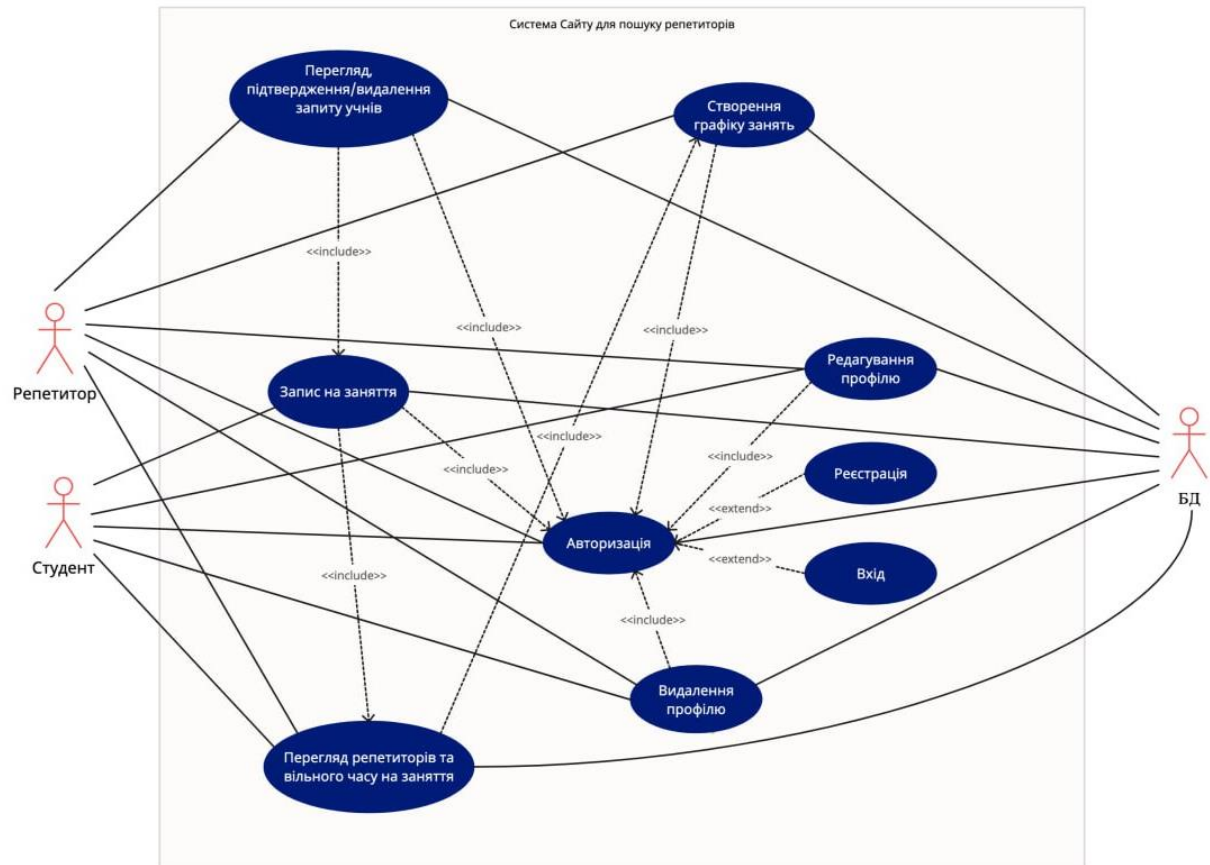 Система Сайту для пошуку репетиторів
Перегляд,
підтвердження/видалення
запиту учнів
Створення
графіку занять
<<include>>
<<include>>
<<include>>
Репетитор
Запис на заняття
Редагування
профілю
<<include>>
<<include>>
<<include>>
Реєстрація
<<extend>>
БД
Студент
Авторизація
<<extend>>
Вхід
<<include>>
<<include>>
Видалення
профілю
Перегляд репетиторів та
вільного часу на заняття